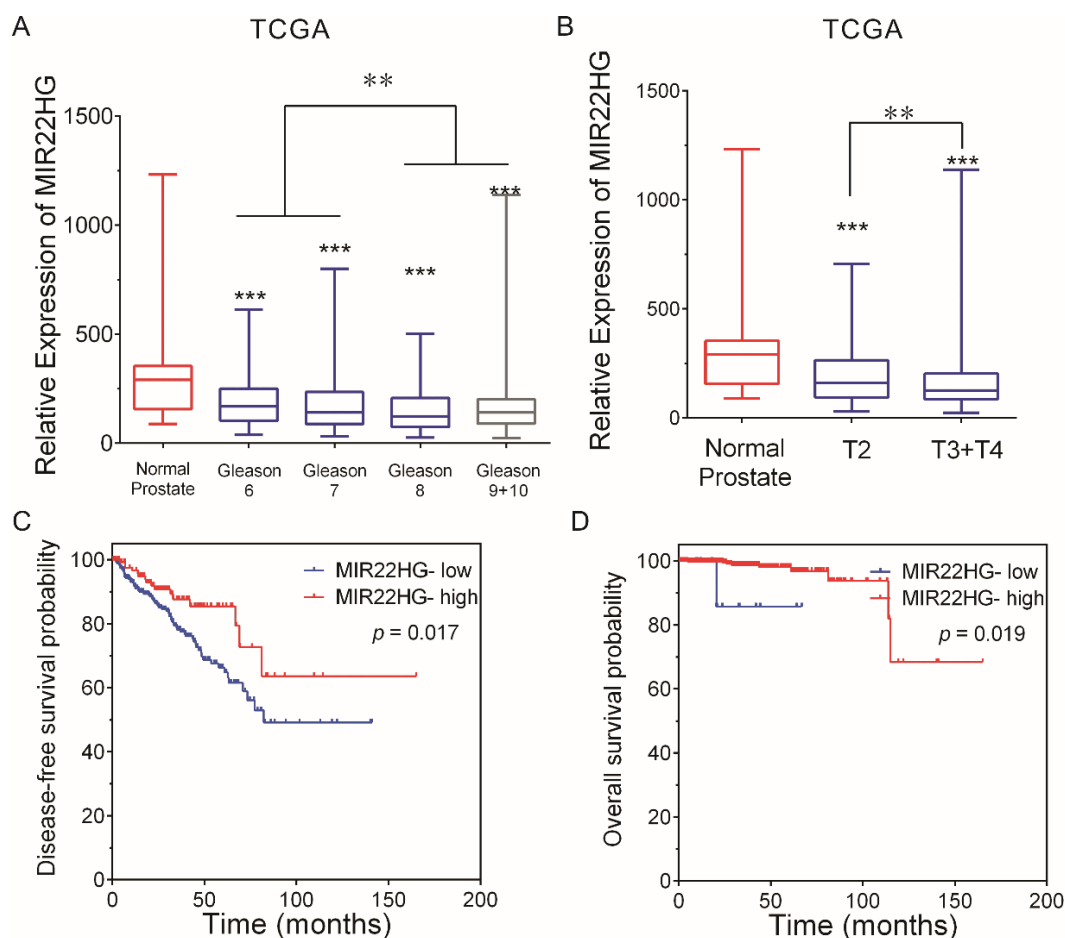 A
TCGA
Relative Expression of MIR22HG
1500
1000
500
0
**
***
***
***
***
Normal
Prostate
Gleason
6
Gleason
7
Gleason
8
Gleason
9+10
B
TCGA
Relative Expression of MIR22HG
1500
1000
500
0
**
***
***
Normal
Prostate
T2
T3+T4
C
Disease-free survival probability
100
80
60
40
20
0
MIR22HG- low
MIR22HG- high
p = 0.017
0
50
100
150
200
Time (months)
D
Overall survival probability
100
80
60
40
20
0
MIR22HG- low
MIR22HG- high
p = 0.019
0
50
100
150
200
Time (months)